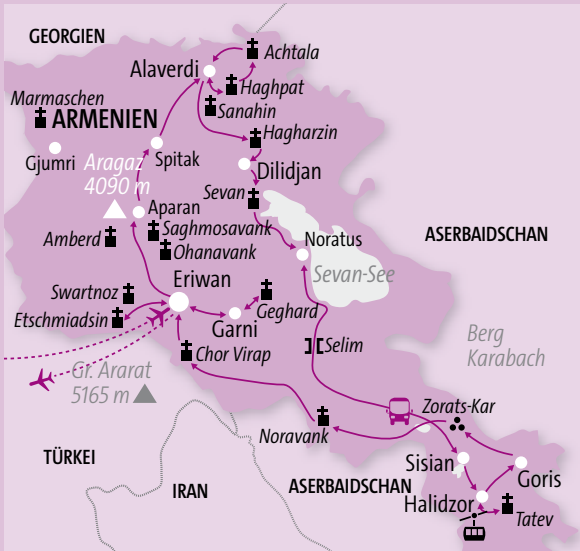 GEORGIEN
Achtala
Alaverdi
Haghpat
Marmaschen
Sanahin
ARMENIEN
Hagharzin
Gjumri
Aragaz
4090 m
Spitak
Dilidjan
Sevan
Aparan
Saghmosavank
Amberd
Ohanavank
Noratus
ASERBAIDSCHAN
Sevan-See
Eriwan
Swartnoz
Etschmiadsin
Geghard
Garni
Chor Virap
Selim
Berg
Karabach
Gr. Ararat
5165 m
Zorats-Kar
Noravank
TÜRKEI
Sisian
Goris
IRAN
ASERBAIDSCHAN
Halidzor
Tatev